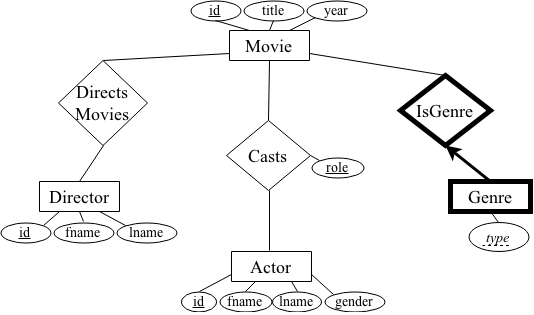 id title year
Movie
Directs
Movies
IsGenre
Casts
role
Director
Genre
id fname lname
type
Actor
id fname lname gender